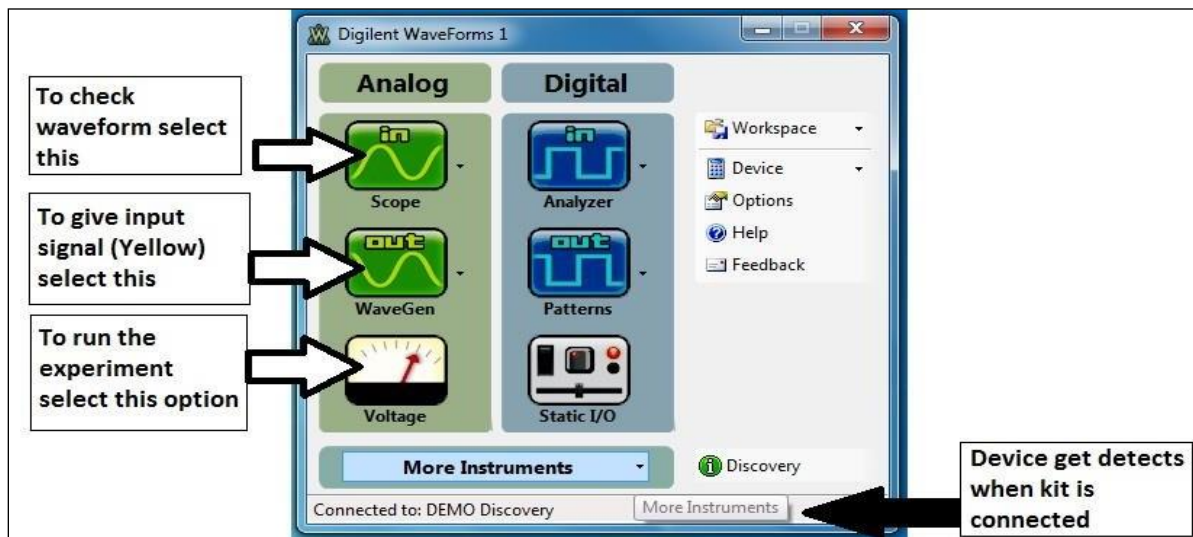 Digilent WaveForms 1
Analog
Digital
To check
waveform select
this
in
in
Scope
Analyzer
To give input
signal (Yellow)
select this
out
out
WaveGen
Patterns
To run the
experiment
select this option
Voltage
Static I/O
Workspace
Device
Options
Help
Feedback
More Instruments
Discovery
Connected to: DEMO Discovery
More Instruments
Device get detects
when kit is
connected